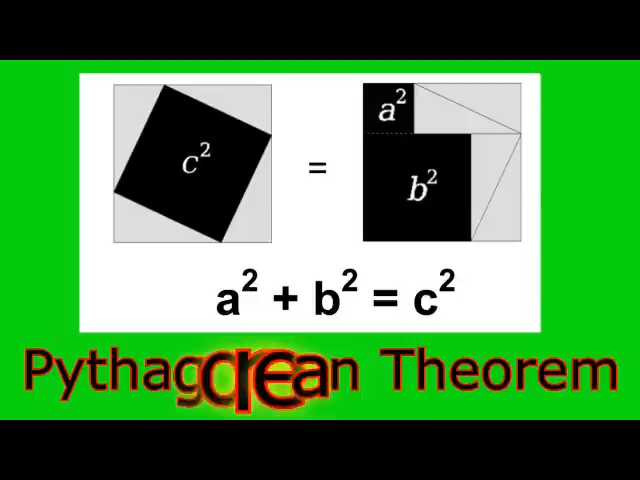 c² = a²
b²
a² + b² = c²
Pythagorean Theorem